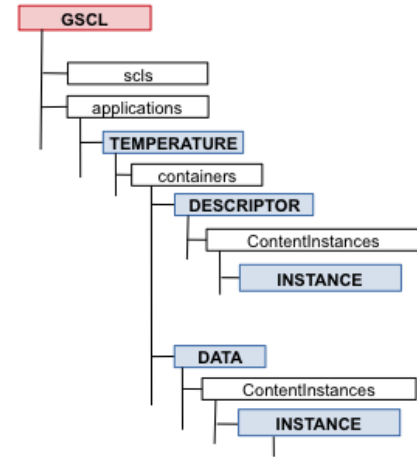 GSCL
scls
applications
TEMPERATURE
containers
DESCRIPTOR
ContentInstances
INSTANCE
DATA
ContentInstances
INSTANCE